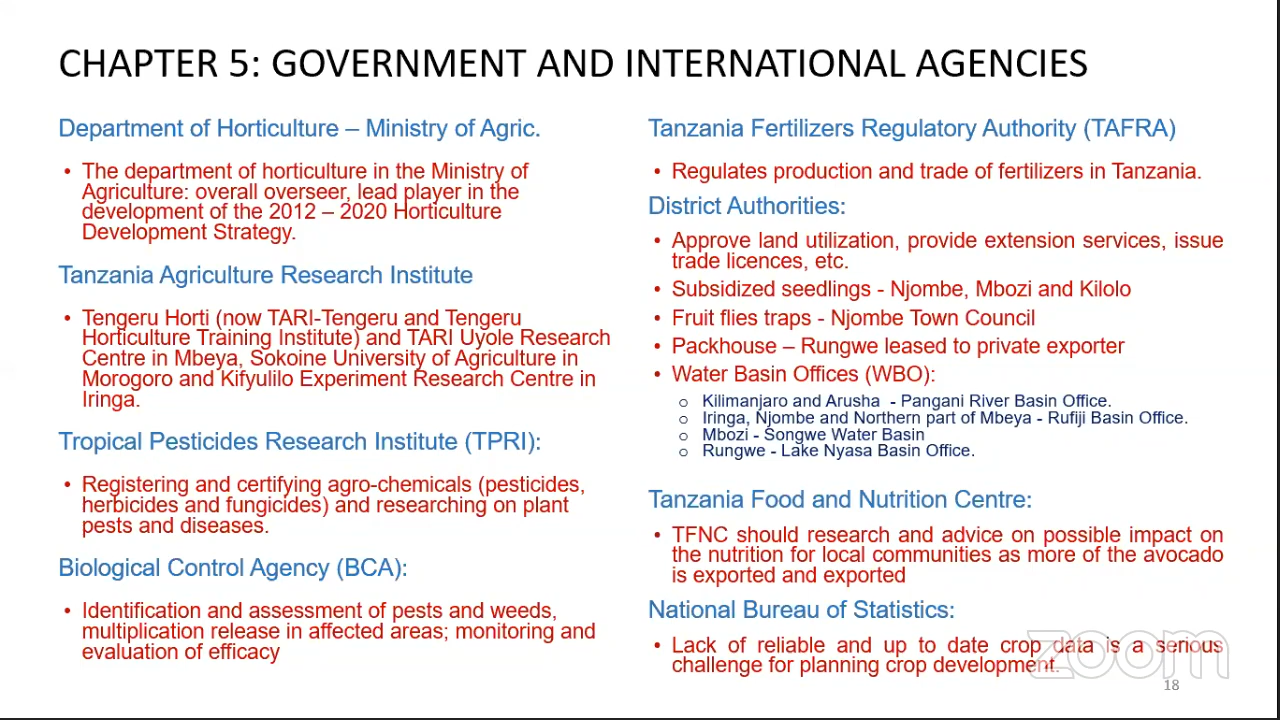 CHAPTER 5: GOVERNMENT AND INTERNATIONAL AGENCIES
Department of Horticulture – Ministry of Agric.
• The department of horticulture in the Ministry of
Agriculture: overall overseer, lead player in the
development of the 2012 – 2020 Horticulture
Development Strategy.
Tanzania Agriculture Research Institute
• Tengeru Horti (now TARI-Tengeru and Tengeru
Horticulture Training Institute) and TARI Uyole Research
Centre in Mbeya, Sokoine University of Agriculture in
Morogoro and Kifyulilo Experiment Research Centre in
Iringa.
Tropical Pesticides Research Institute (TPRI):
• Registering and certifying agro-chemicals (pesticides,
herbicides and fungicides) and researching on plant
pests and diseases.
Biological Control Agency (BCA):
• Identification and assessment of pests and weeds,
multiplication release in affected areas; monitoring and
evaluation of efficacy
Tanzania Fertilizers Regulatory Authority (TAFRA)
• Regulates production and trade of fertilizers in Tanzania.
District Authorities:
• Approve land utilization, provide extension services, issue
trade licences, etc.
• Subsidized seedlings - Njombe, Mbozi and Kilolo
• Fruit flies traps - Njombe Town Council
• Packhouse – Rungwe leased to private exporter
• Water Basin Offices (WBO):
o Kilimanjaro and Arusha - Pangani River Basin Office.
o Iringa, Njombe and Northern part of Mbeya - Rufiji Basin Office.
o Mbozi - Songwe Water Basin
o Rungwe - Lake Nyasa Basin Office.
Tanzania Food and Nutrition Centre:
• TFNC should research and advice on possible impact on
the nutrition for local communities as more of the avocado
is exported and exported
National Bureau of Statistics:
• Lack of reliable and up to date crop data is a serious
challenge for planning crop development.
zoom
18